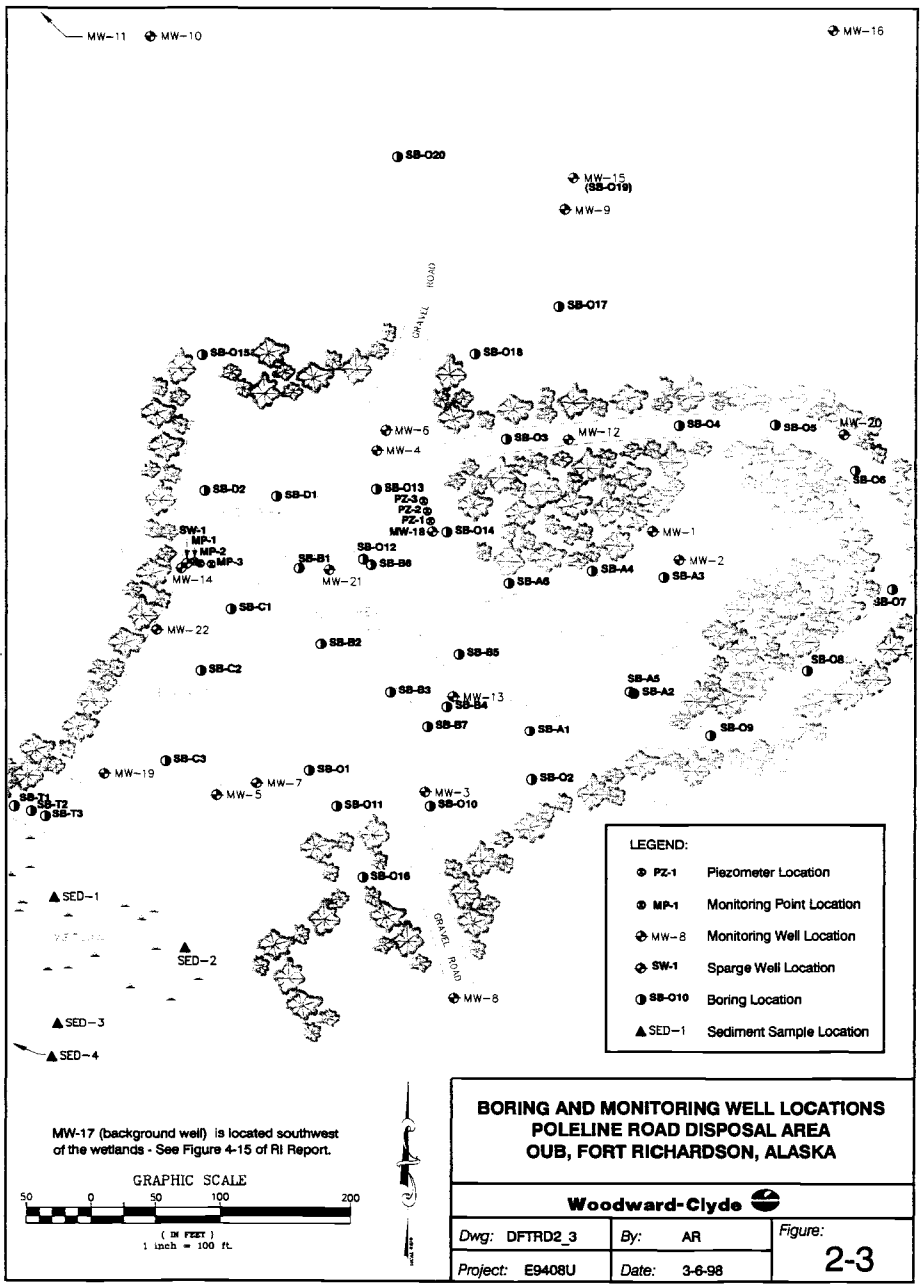 MW-11
MW-10
MW-16
SB-O20
MW-15
(SB-O19)
MW-9
GRAVEL ROAD
SB-O17
SB-O15
SB-O18
MW-6
MW-4
SB-O3
MW-12
SB-O4
SB-O5
MW-20
SB-O6
SB-D2
SB-D1
SB-O13
PZ-3
PZ-2
PZ-1
MW-18
SB-O14
MW-1
SW-1
MP-1
MP-2
MP-3
MW-14
SB-B1
MW-21
SB-O12
SB-B6
SB-A6
SB-A4
MW-2
SB-A3
SB-O7
SB-C1
MW-22
SB-B2
SB-B5
SB-C2
SB-O8
SB-B3
MW-13
SB-B4
SB-A5
SB-A2
SB-B7
SB-A1
SB-O9
SB-C3
MW-19
SB-O1
MW-7
MW-5
SB-O2
MW-3
SB-O10
SB-O11
SB-T1
SB-T2
SB-T3
SB-O16
SED-1
SED-2
GRAVEL ROAD
MW-8
SED-3
SED-4
LEGEND:
PZ-1 Piezometer Location
MP-1 Monitoring Point Location
MW-8 Monitoring Well Location
SW-1 Sparge Well Location
SB-O10 Boring Location
SED-1 Sediment Sample Location
MW-17 (background well) is located southwest
of the wetlands - See Figure 4-15 of RI Report.
GRAPHIC SCALE
50 0 50 100 200
( IN FEET )
1 inch = 100 ft.
BORING AND MONITORING WELL LOCATIONS
POLELINE ROAD DISPOSAL AREA
OUB, FORT RICHARDSON, ALASKA
Woodward-Clyde
Dwg: DFTRD2_3
By: AR
Figure:
2-3
Project: E9408U
Date: 3-6-98